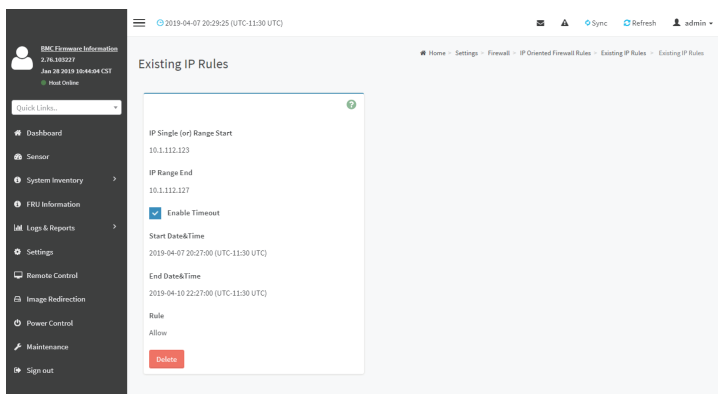 2019-04-07 20:29:25 (UTC-11:30 UTC)
Sync
Refresh
admin
BMC Firmware Information
2.76.103227
Jan 28 2019 10:44:04 CST
Host Online
Quick Links..
Dashboard
Sensor
System Inventory
FRU Information
Logs & Reports
Settings
Remote Control
Image Redirection
Power Control
Maintenance
Sign out
Existing IP Rules
Home > Settings > Firewall > IP Oriented Firewall Rules > Existing IP Rules > Existing IP Rules
IP Single (or) Range Start
10.1.112.123
IP Range End
10.1.112.127
Enable Timeout
Start Date&Time
2019-04-07 20:27:00 (UTC-11:30 UTC)
End Date&Time
2019-04-10 22:27:00 (UTC-11:30 UTC)
Rule
Allow
Delete